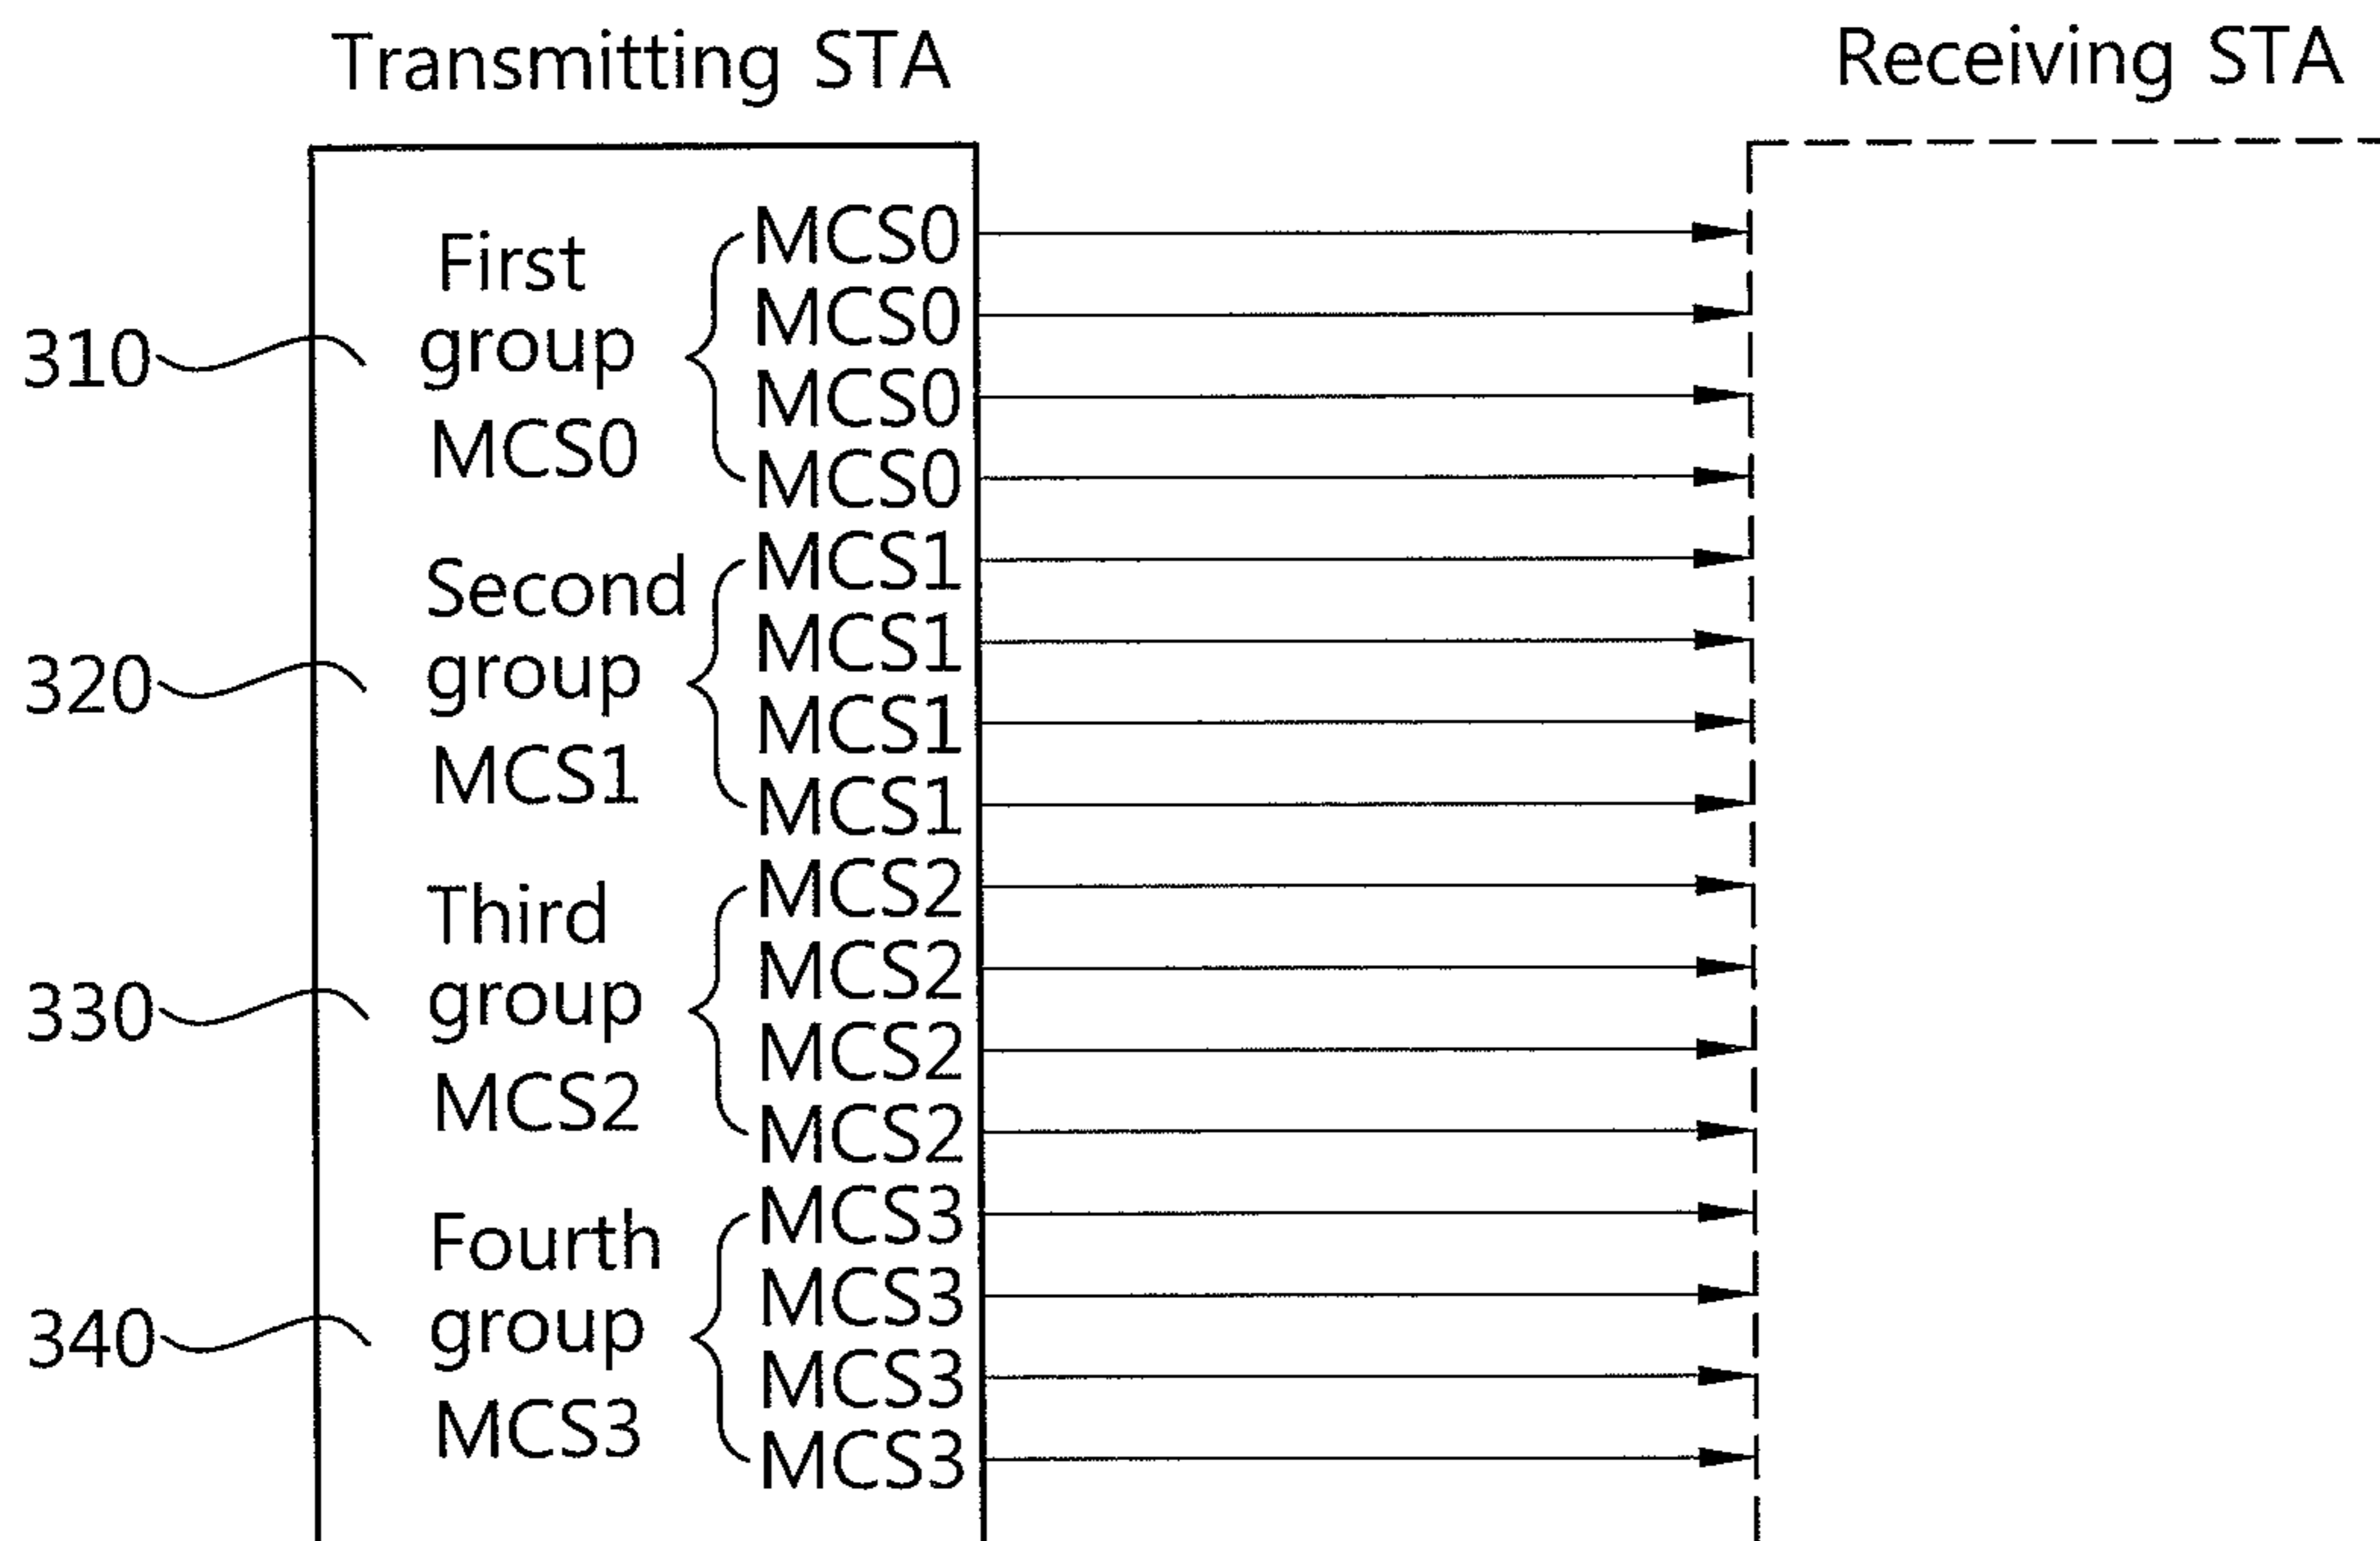 Transmitting STA
Receiving STA
310
First
group
MCS0
MCS0
MCS0
MCS0
MCS0
320
Second
group
MCS1
MCS1
MCS1
MCS1
MCS1
330
Third
group
MCS2
MCS2
MCS2
MCS2
MCS2
340
Fourth
group
MCS3
MCS3
MCS3
MCS3
MCS3